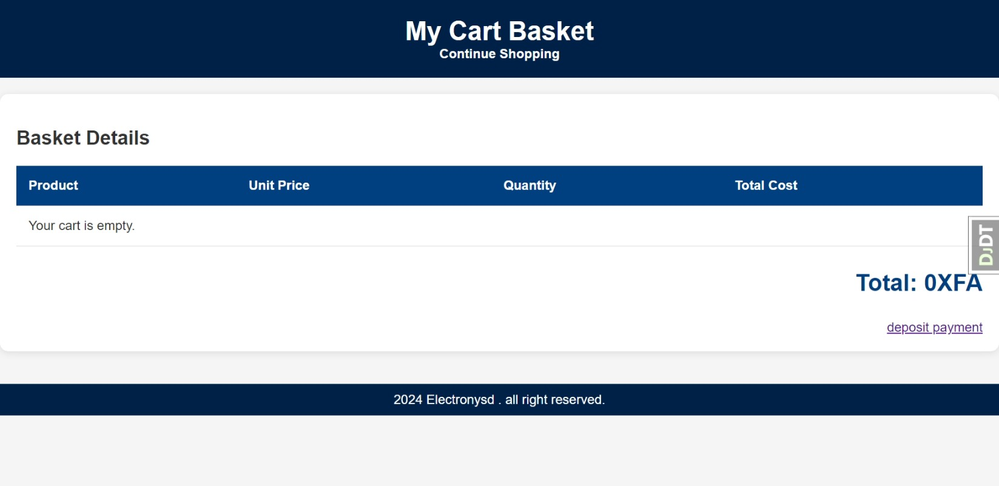 My Cart Basket
Continue Shopping
Basket Details
Product Unit Price Quantity Total Cost
Your cart is empty.
DJDT
Total: 0XFA
deposit payment
2024 Electronysd . all right reserved.